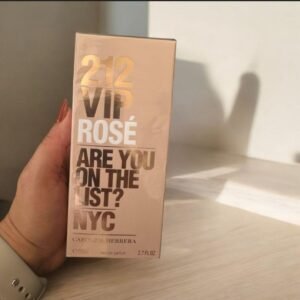 212
VIP
ROSÉ
ARE YOU
ON THE
LIST?
NYC
CAROLINA HERRERA
2.7 FL.OZ